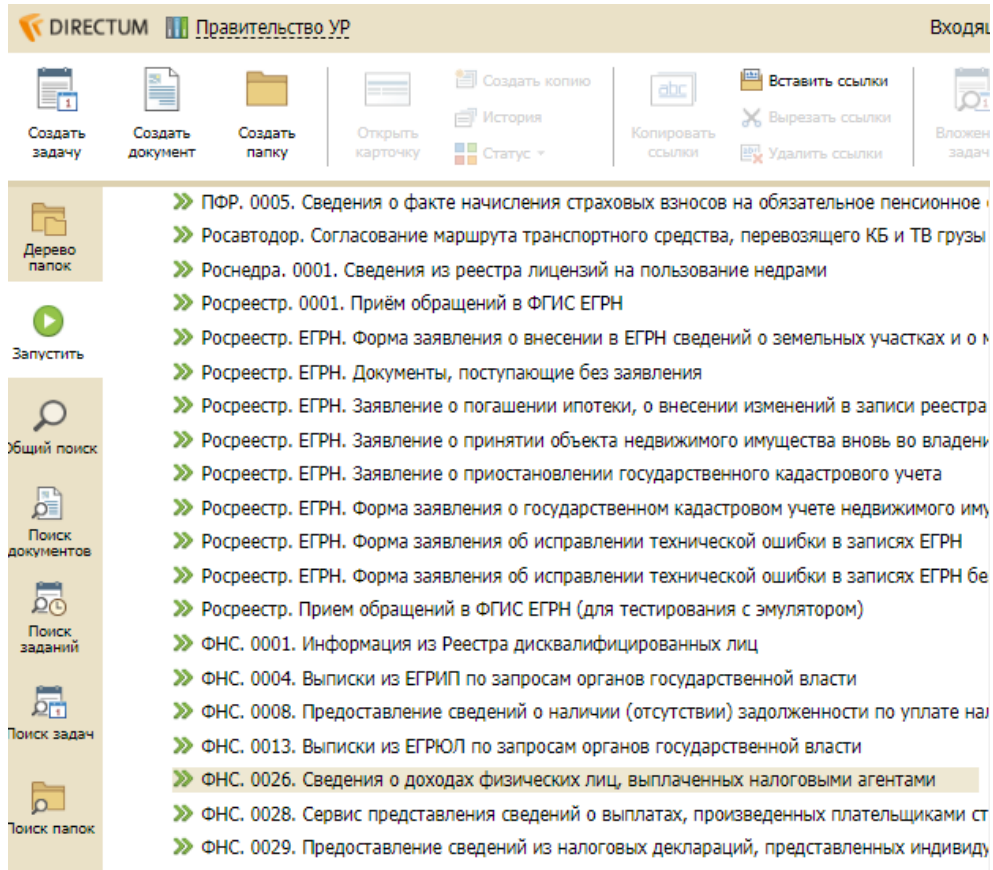 DIRECTUM Правительство УР
Создать задачу
Создать документ
Создать папку
Открыть карточку
Создать копию
История
Статус
Копировать ссылки
abc
Вставить ссылки
Вырезать ссылки
Удалить ссылки
Дерево папок
Запустить
Общий поиск
Поиск документов
Поиск заданий
Поиск задач
Поиск папок
ПФР. 0005. Сведения о факте начисления страховых взносов на обязательное пенсионное
Росавтодор. Согласование маршрута транспортного средства, перевозящего КБ и ТВ грузы
Роснедра. 0001. Сведения из реестра лицензий на пользование недрами
Росреестр. 0001. Приём обращений в ФГИС ЕГРН
Росреестр. ЕГРН. Форма заявления о внесении в ЕГРН сведений о земельных участках и о
Росреестр. ЕГРН. Документы, поступающие без заявления
Росреестр. ЕГРН. Заявление о погашении ипотеки, о внесении изменений в записи реестра
Росреестр. ЕГРН. Заявление о принятии объекта недвижимого имущества вновь во
Росреестр. ЕГРН. Заявление о приостановлении государственного кадастрового учета
Росреестр. ЕГРН. Форма заявления о государственном кадастровом учете недвижимого
Росреестр. ЕГРН. Форма заявления об исправлении технической ошибки в записях ЕГРН
Росреестр. ЕГРН. Форма заявления об исправлении технической ошибки в записях ЕГРН бе
Росреестр. Прием обращений в ФГИС ЕГРН (для тестирования с эмулятором)
ФНС. 0001. Информация из Реестра дисквалифицированных лиц
ФНС. 0004. Выписки из ЕГРИП по запросам органов государственной власти
ФНС. 0008. Предоставление сведений о наличии (отсутствии) задолженности по уплате
ФНС. 0013. Выписки из ЕГРЮЛ по запросам органов государственной власти
ФНС. 0026. Сведения о доходах физических лиц, выплаченных налоговыми агентами
ФНС. 0028. Сервис представления сведений о выплатах, произведенных плательщиками ст
ФНС. 0029. Предоставление сведений из налоговых деклараций, представленных